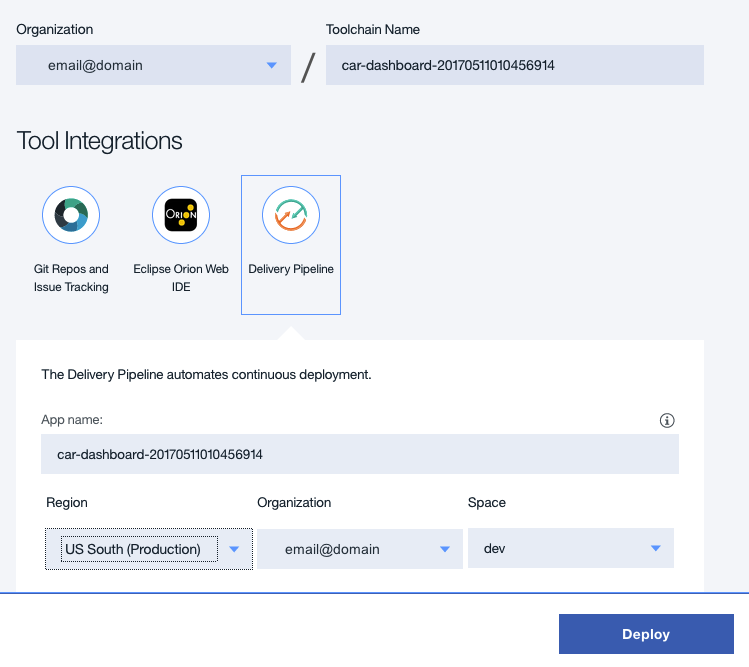 Organization
Toolchain Name
email@domain
/
car-dashboard-20170511010456914
Tool Integrations
ORION
Git Repos and
Issue Tracking
Eclipse Orion Web
IDE
Delivery Pipeline
The Delivery Pipeline automates continuous deployment.
App name:
i
car-dashboard-20170511010456914
Region
Organization
Space
US South (Production)
email@domain
dev
Deploy